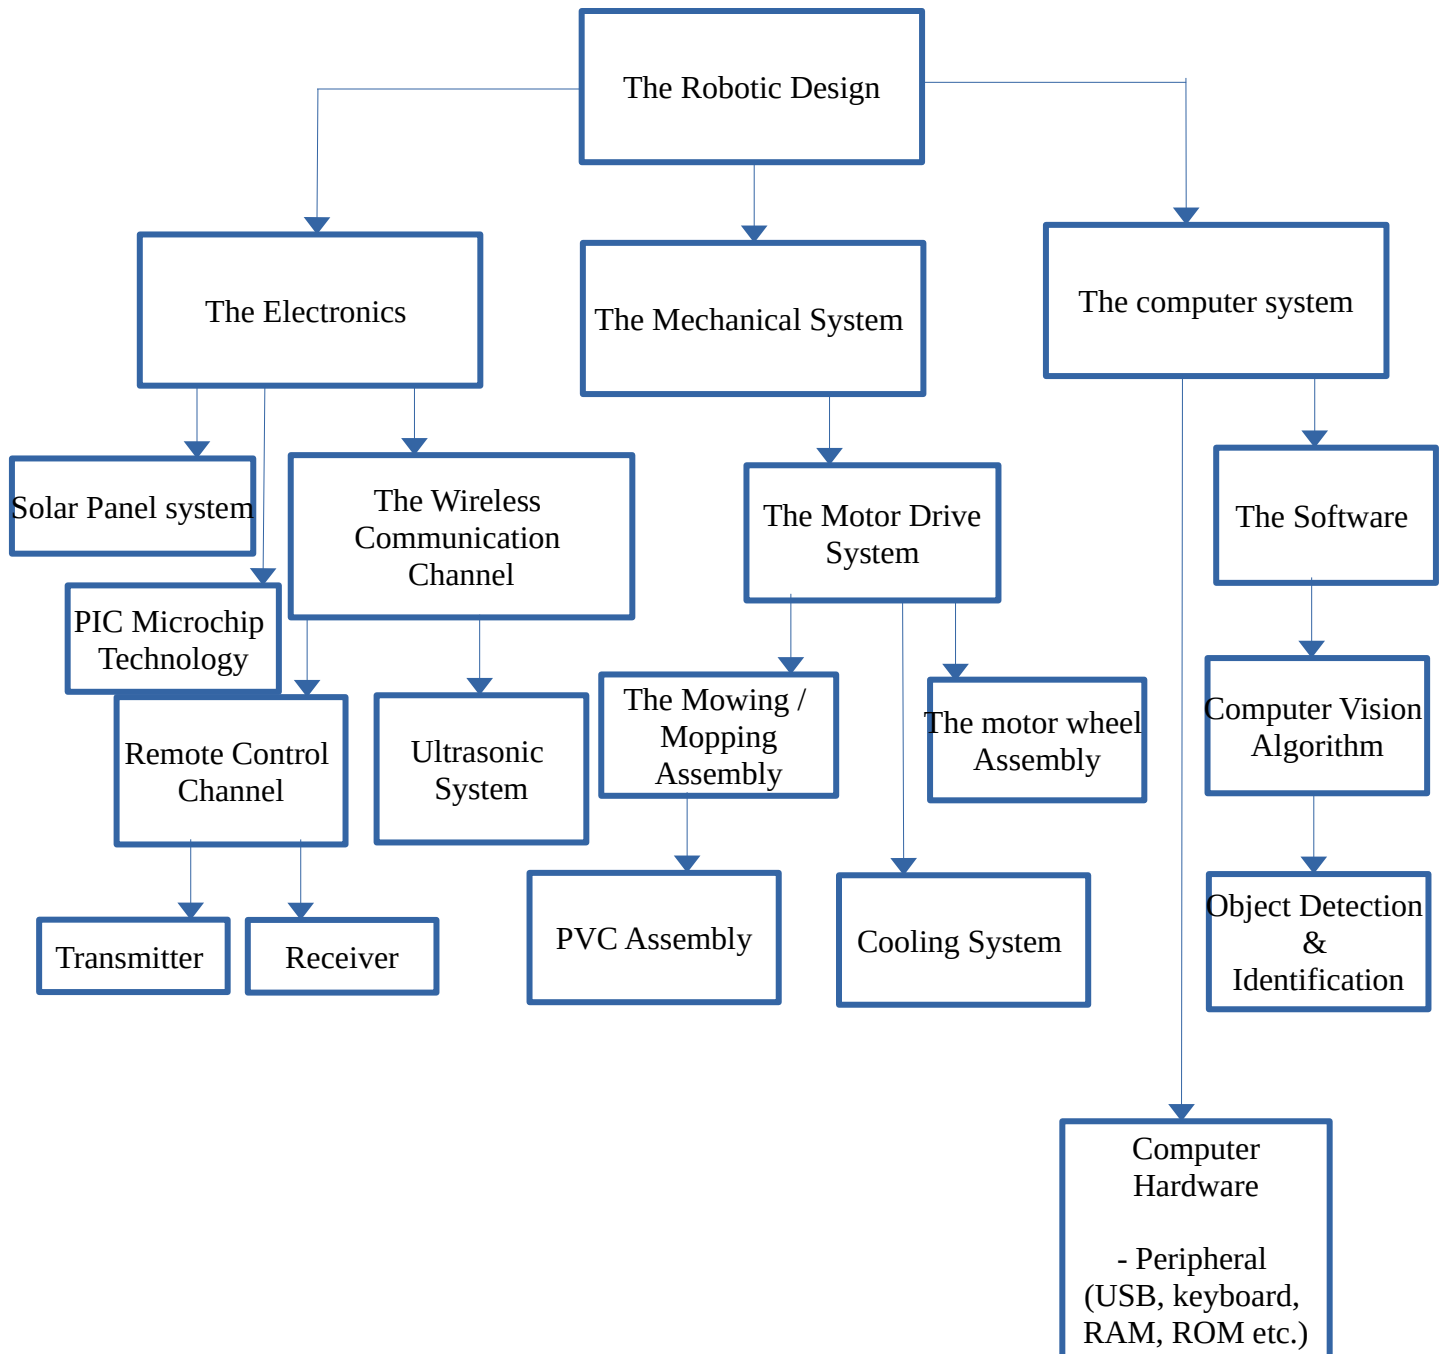 The Robotic Design
The Electronics
The Mechanical System
The computer system
Solar Panel system
The Wireless
Communication
Channel
The Motor Drive
System
The Software
PIC Microchip
Technology
Remote Control
Channel
Ultrasonic
System
The Mowing /
Mopping
Assembly
The motor wheel
Assembly
Computer Vision
Algorithm
Transmitter
Receiver
PVC Assembly
Cooling System
Object Detection
&
Identification
Computer
Hardware
- Peripheral
(USB, keyboard,
RAM, ROM etc.)